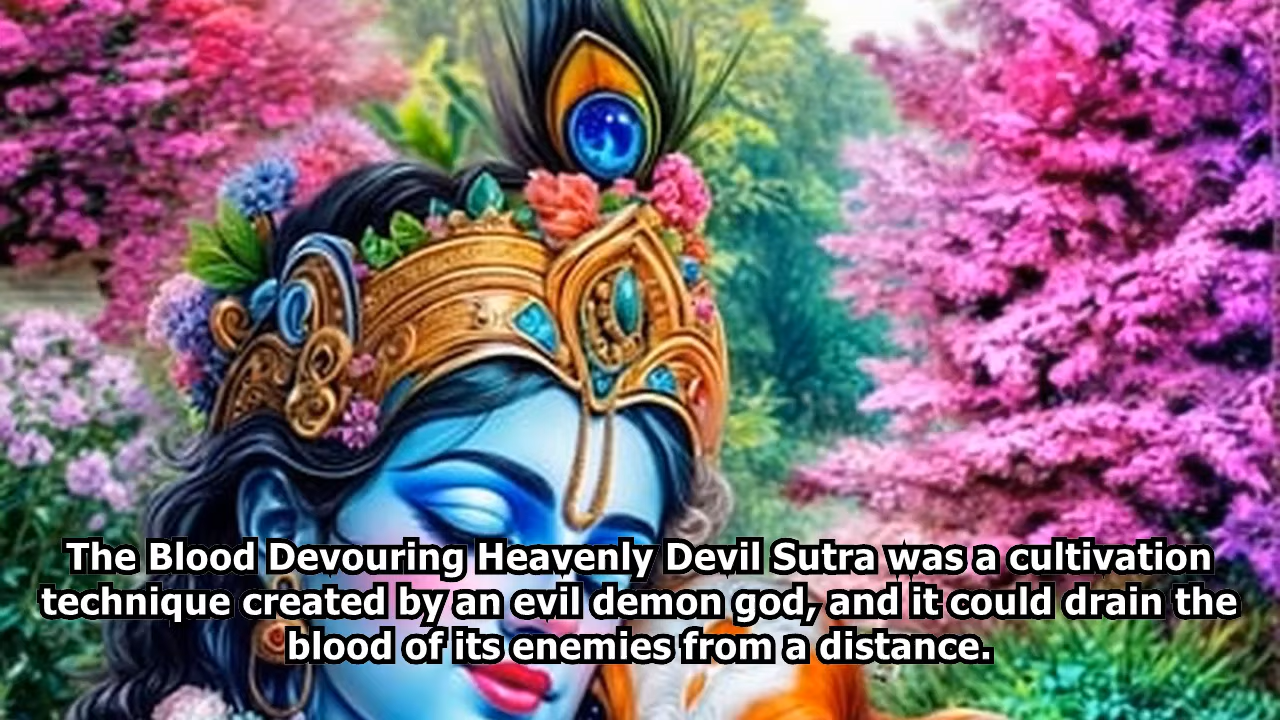 The Blood Devouring Heavenly Devil Sutra was a cultivation
technique created by an evil demon god, and it could drain the
blood of its enemies from a distance.